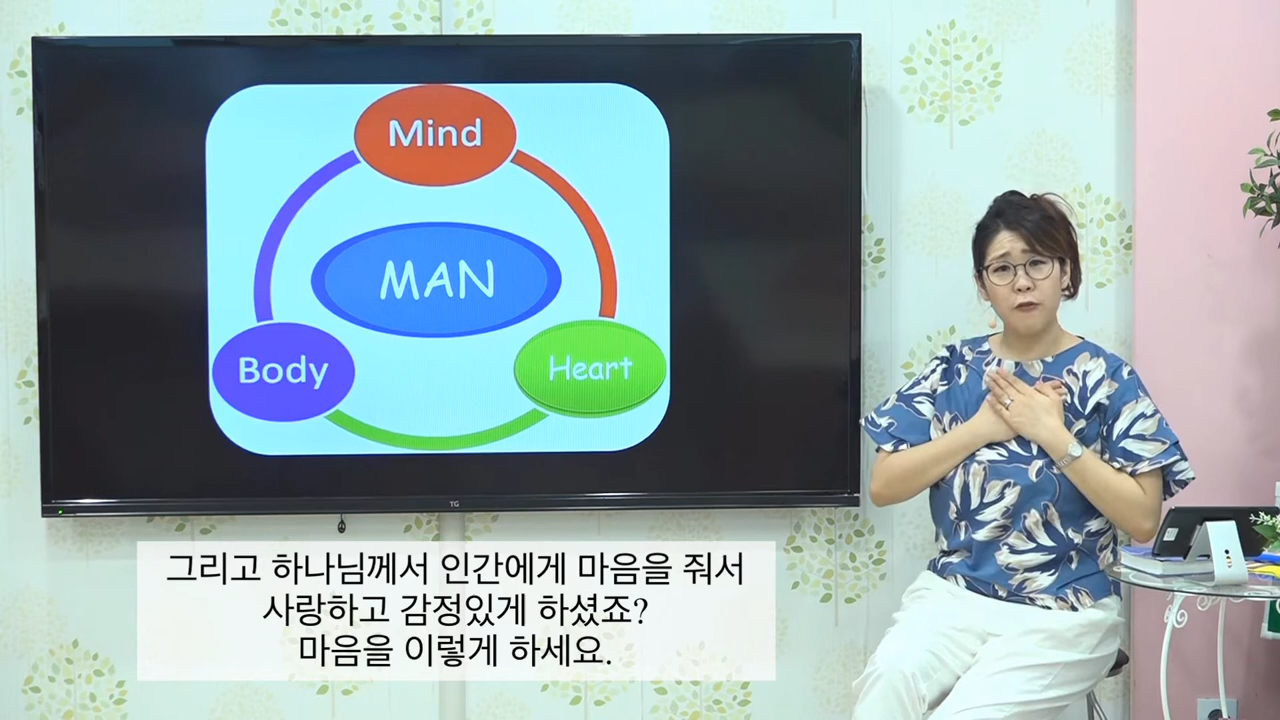 Mind
MAN
Body
Heart
TG
그리고 하나님께서 인간에게 마음을 줘서
사랑하고 감정있게 하셨죠?
마음을 이렇게 하세요.